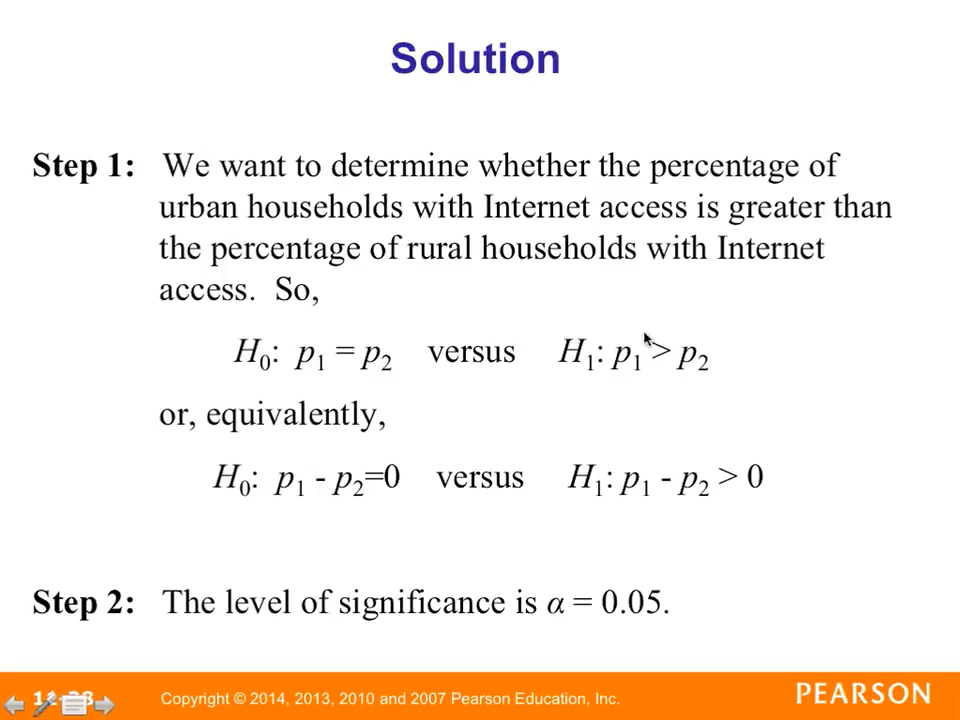 Solution
Step 1: We want to determine whether the percentage of
urban households with Internet access is greater than
the percentage of rural households with Internet
access. So,
H₀: p₁ = p₂ versus H₁: p₁ > p₂
or, equivalently,
H₀: p₁ - p₂=0 versus H₁: p₁ - p₂ > 0
Step 2: The level of significance is α = 0.05.
Copyright © 2014, 2013, 2010 and 2007 Pearson Education, Inc.
PEARSON